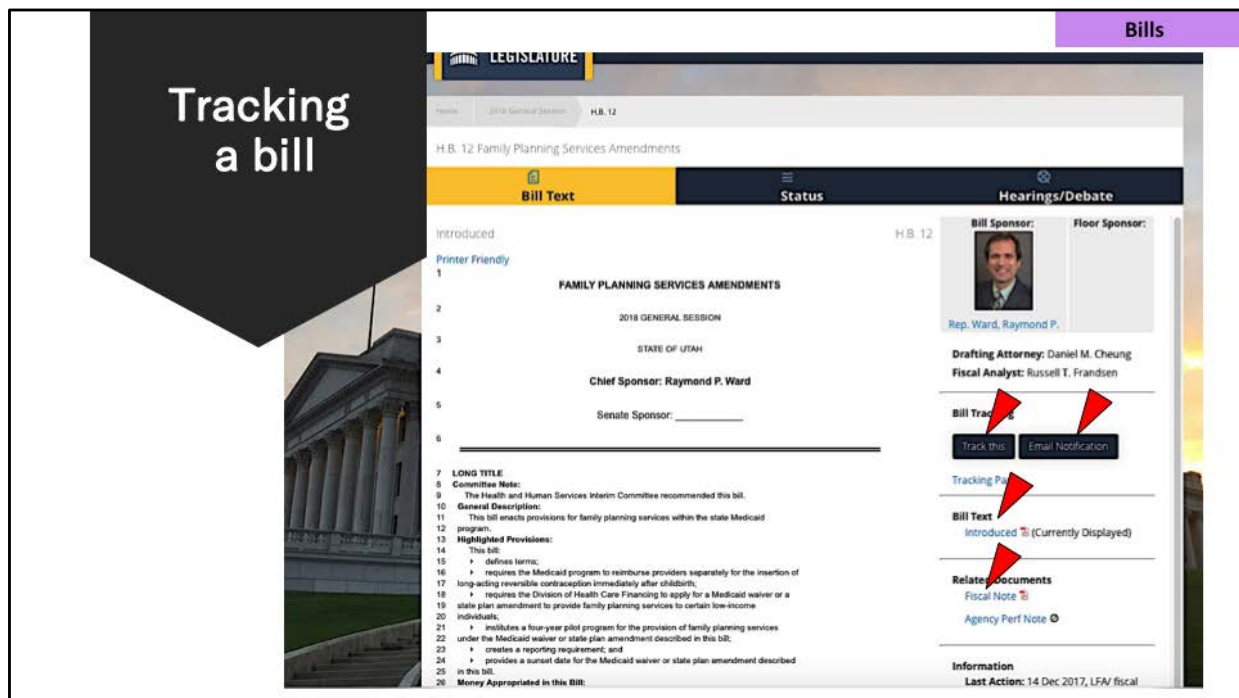 Bills
Tracking
a bill
LEGISLATURE
Home 2018 General Session H.B. 12
H.B. 12 Family Planning Services Amendments
Bill Text Status Hearings/Debate
Introduced H.B. 12
Printer Friendly
1
FAMILY PLANNING SERVICES AMENDMENTS
2
2018 GENERAL SESSION
3
STATE OF UTAH
4
Chief Sponsor: Raymond P. Ward
5
Senate Sponsor: ____________
6
7 LONG TITLE
8 Committee Note:
9 The Health and Human Services Interim Committee recommended this bill.
10 General Description:
11 This bill enacts provisions for family planning services within the state Medicaid
12 program.
13 Highlighted Provisions:
14 This bill:
15 ▸ defines terms;
16 ▸ requires the Medicaid program to reimburse providers separately for the insertion of
17 long-acting reversible contraception immediately after childbirth;
18 ▸ requires the Division of Health Care Financing to apply for a Medicaid waiver or a
19 state plan amendment to provide family planning services to certain low-income
20 individuals;
21 ▸ institutes a four-year pilot program for the provision of family planning services
22 under the Medicaid waiver or state plan amendment described in this bill;
23 ▸ creates a reporting requirement; and
24 ▸ provides a sunset date for the Medicaid waiver or state plan amendment described
25 in this bill.
26 Money Appropriated in this Bill:
Bill Sponsor: Floor Sponsor:
Rep. Ward, Raymond P.
Drafting Attorney: Daniel M. Cheung
Fiscal Analyst: Russell T. Frandsen
Bill Tracking
Track this Email Notification
Tracking
Bill Text
Introduced (Currently Displayed)
Related Documents
Fiscal Note
Agency Perf Note
Information
Last Action: 14 Dec 2017, LFA/ fiscal